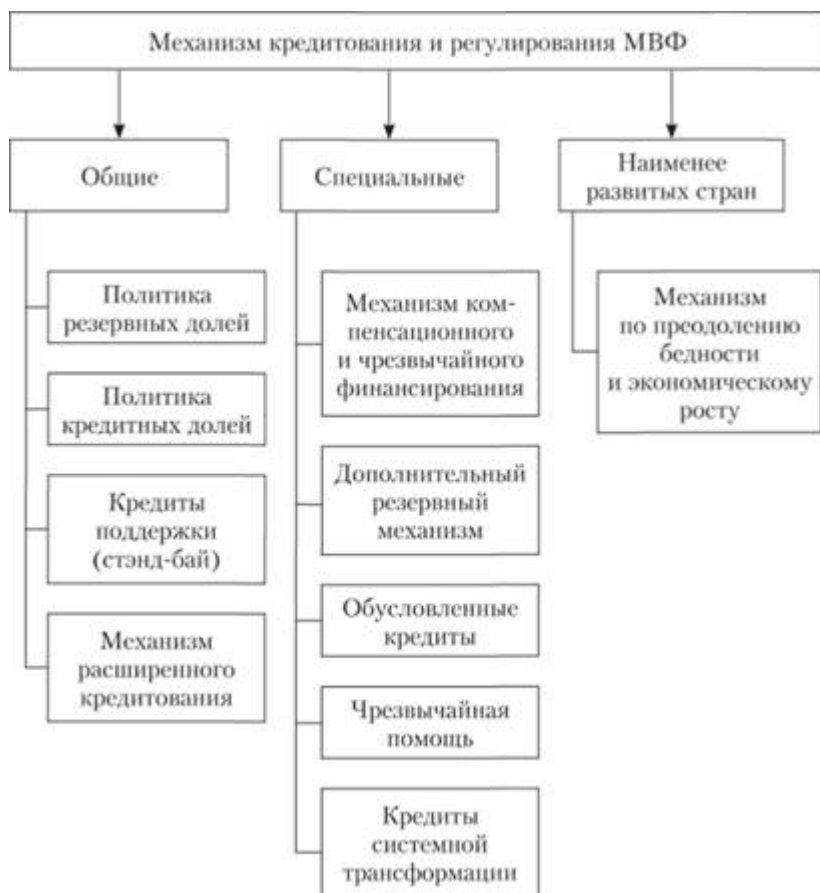 Механизм кредитования и регулирования МВФ
Общие
Политика
резервных долей
Политика
кредитных долей
Кредиты
поддержки
(стэнд-бай)
Механизм
расширенного
кредитования
Специальные
Механизм ком-
пенсационного
и чрезвычайного
финансирования
Дополнительный
резервный
механизм
Обусловленные
кредиты
Чрезвычайная
помощь
Кредиты
системной
трансформации
Наименее
развитых стран
Механизм
по преодолению
бедности
и экономическому
росту